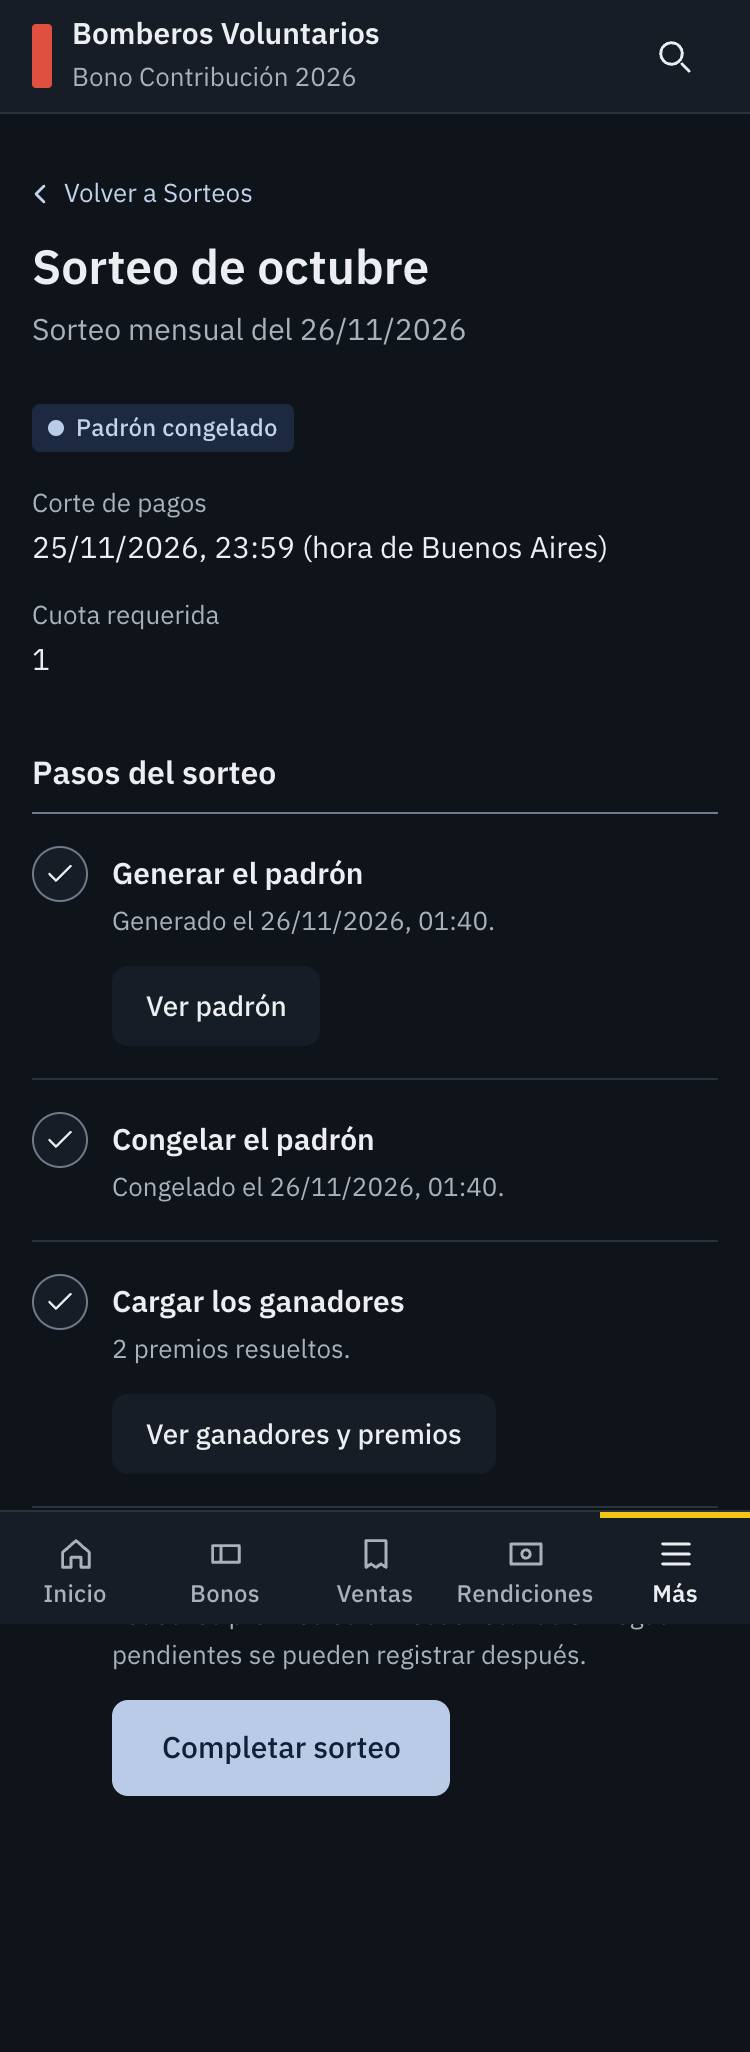 Bomberos Voluntarios
Bono Contribución 2026
Volver a Sorteos
Sorteo de octubre
Sorteo mensual del 26/11/2026
Padrón congelado
Corte de pagos
25/11/2026, 23:59 (hora de Buenos Aires)
Cuota requerida
1
Pasos del sorteo
Generar el padrón
Generado el 26/11/2026, 01:40.
Ver padrón
Congelar el padrón
Congelado el 26/11/2026, 01:40.
Cargar los ganadores
2 premios resueltos.
Ver ganadores y premios
Inicio
Bonos
Ventas
Rendiciones
Más
pendientes se pueden registrar después.
Completar sorteo